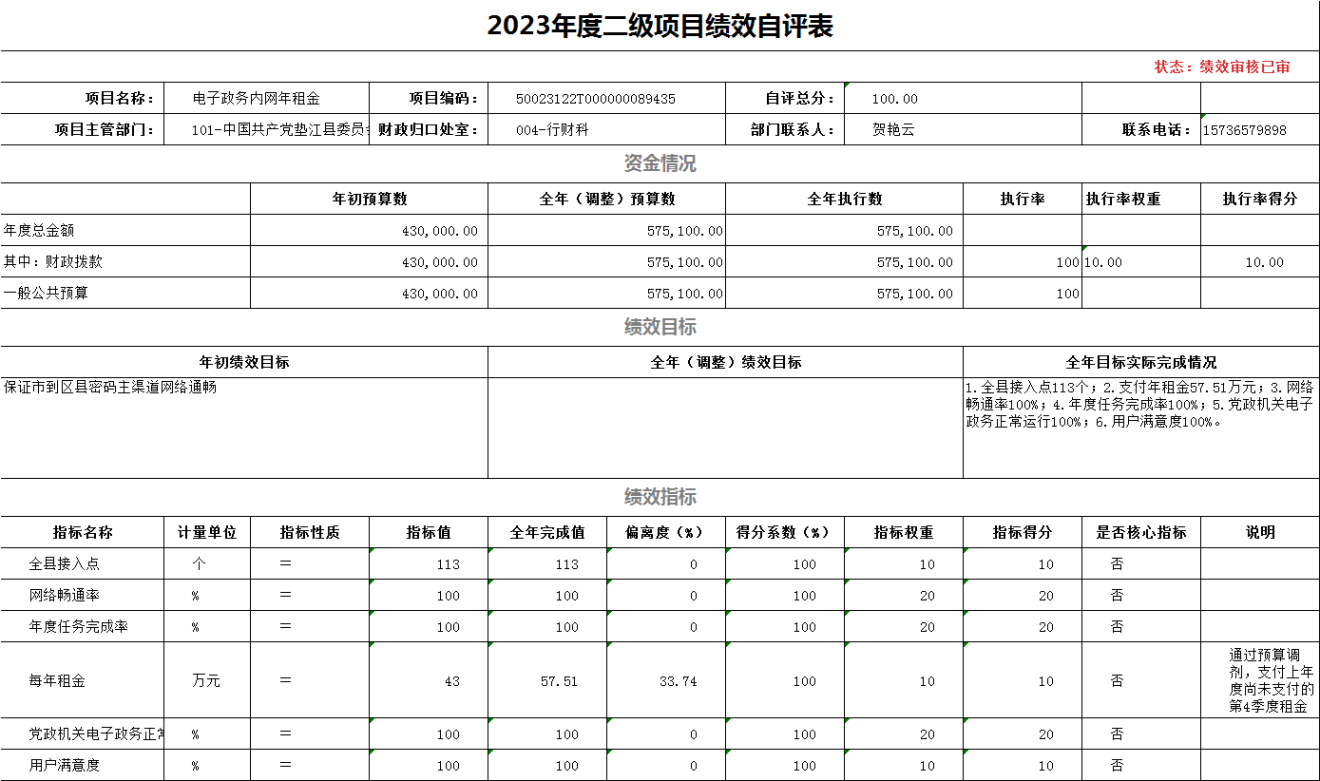 2023年度二级项目绩效自评表
状态：绩效审核已审
项目名称： 电子政务内网年租金 项目编码： 50023122T000000089435 自评总分： 100.00
项目主管部门： 101-中国共产党垫江县委员会 财政归口处室： 004-行财科 部门联系人： 贺艳云 联系电话： 15736579898
资金情况
年初预算数 全年（调整）预算数 全年执行数 执行率 执行率权重 执行率得分
年度总金额 430,000.00 575,100.00 575,100.00
其中：财政拨款 430,000.00 575,100.00 575,100.00 100 10.00 10.00
一般公共预算 430,000.00 575,100.00 575,100.00 100
绩效目标
年初绩效目标 全年（调整）绩效目标 全年目标实际完成情况
保证市到区县密码主渠道网络通畅
1.全县接入点113个；2.支付年租金57.51万元；3.网络
畅通率100%；4.年度任务完成率100%；5.党政机关电子
政务正常运行100%；6.用户满意度100%。
绩效指标
指标名称 计量单位 指标性质 指标值 全年完成值 偏离度（%） 得分系数（%） 指标权重 指标得分 是否核心指标 说明
全县接入点 个 ＝ 113 113 0 100 10 10 否
网络畅通率 % ＝ 100 100 0 100 20 20 否
年度任务完成率 % ＝ 100 100 0 100 20 20 否
每年租金 万元 ＝ 43 57.51 33.74 100 10 10 否
通过预算调
剂，支付上年
度尚未支付的
第4季度租金
党政机关电子政务正常 % ＝ 100 100 0 100 20 20 否
用户满意度 % ＝ 100 100 0 100 10 10 否